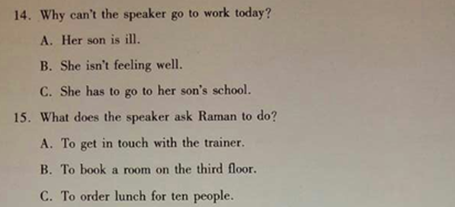 14. Why can't the speaker go to work today?
A. Her son is ill.
B. She isn't feeling well.
C. She has to go to her son's school.
15. What does the speaker ask Raman to do?
A. To get in touch with the trainer.
B. To book a room on the third floor.
C. To order lunch for ten people.